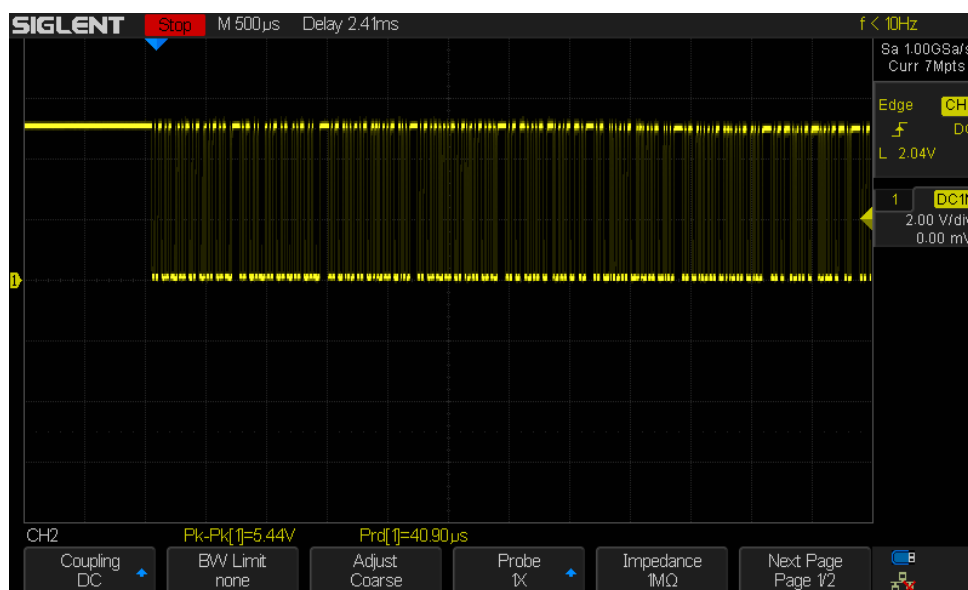 SIGLENT Stop M 500µs Delay 2.41ms f < 10Hz
Sa 1.00GSa/s
Curr 7Mpts
Edge CH
DC
L 2.04V
1 DC1M
2.00 V/div
0.00 mV
1
CH2 Pk-Pk[1]=5.44V Prd[1]=40.90µs
Coupling BW Limit Adjust Probe Impedance Next Page
DC none Coarse 1X 1MΩ Page 1/2